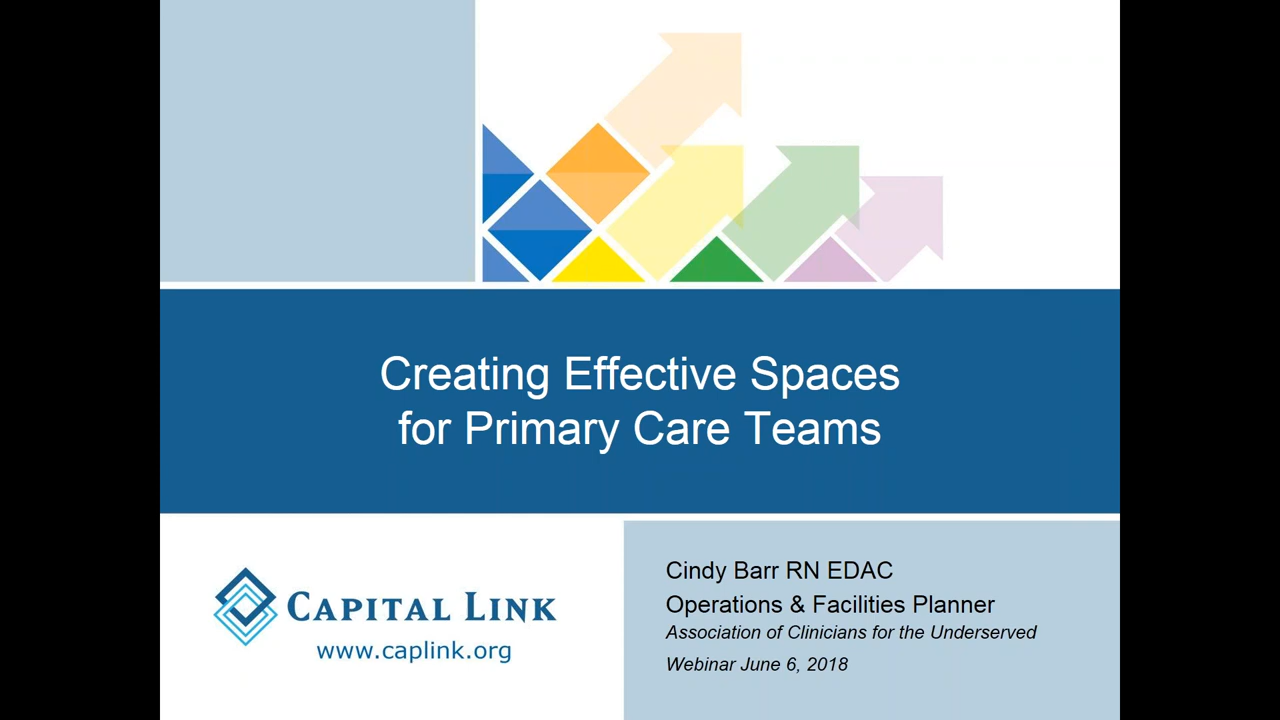 Creating Effective Spaces
for Primary Care Teams
CAPITAL LINK
www.caplink.org
Cindy Barr RN EDAC
Operations & Facilities Planner
Association of Clinicians for the Underserved
Webinar June 6, 2018